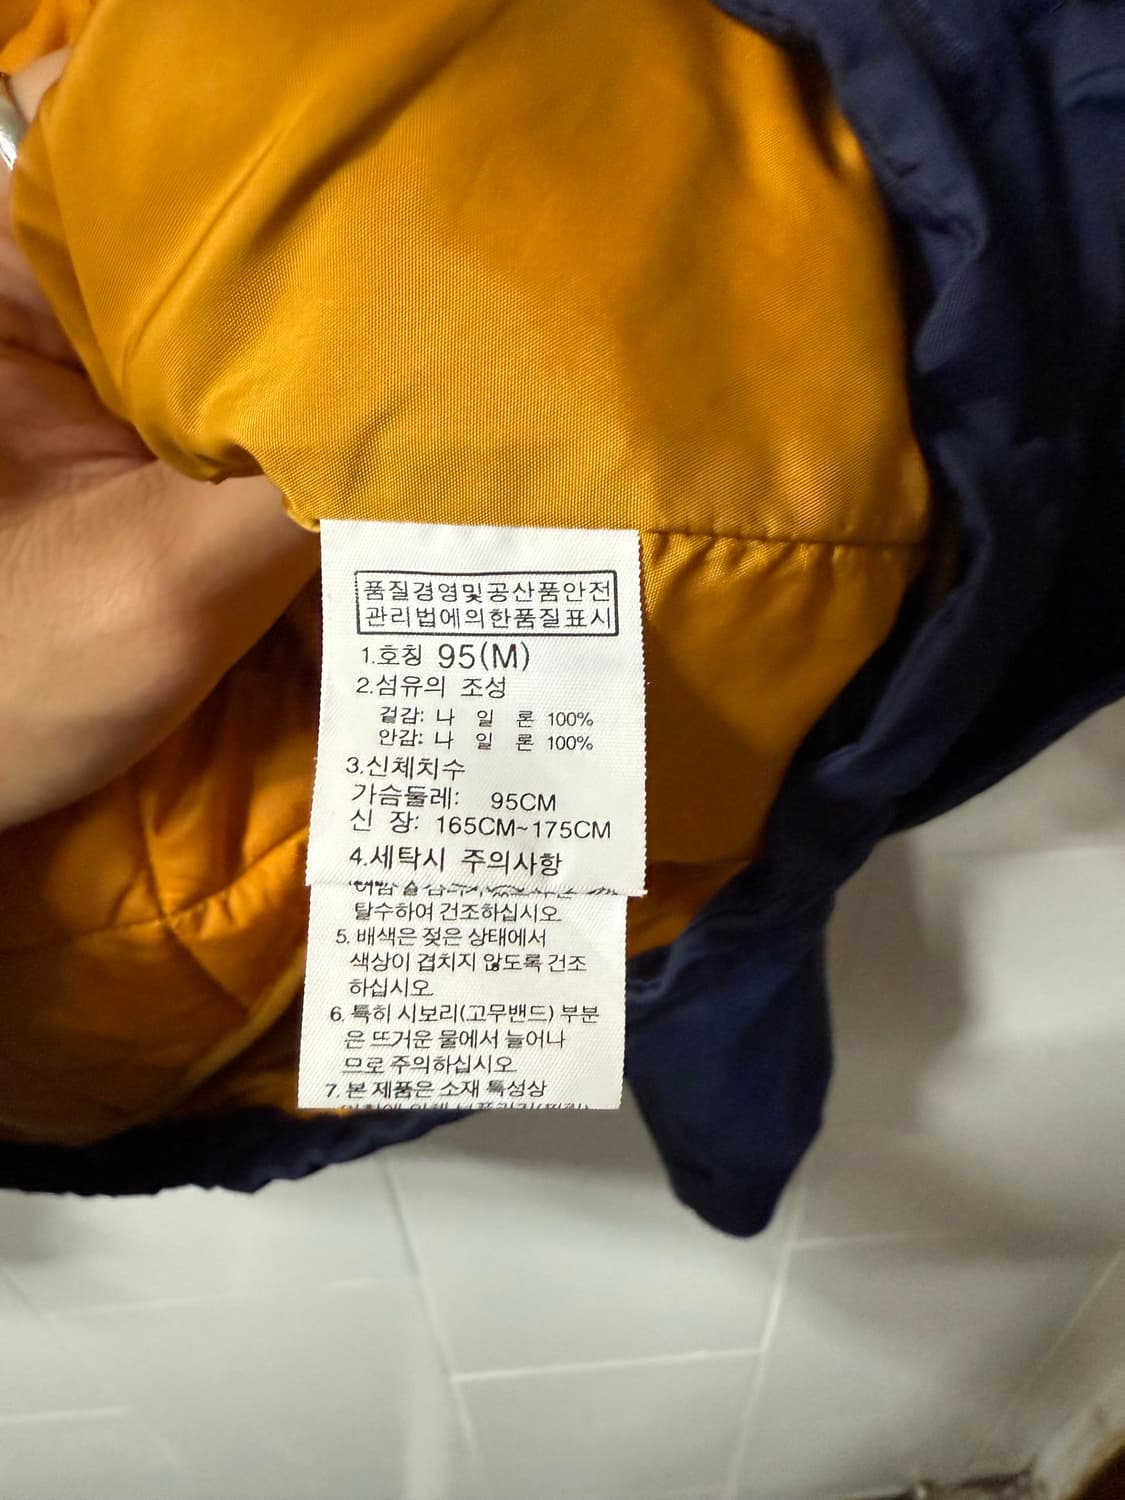 품질경영및공산품안전
관리법에의한품질표시
1.호칭 95(M)
2.섬유의 조성
겉감: 나 일 론 100%
안감: 나 일 론 100%
3.신체치수
가슴둘레: 95CM
신 장: 165CM~175CM
4.세탁시 주의사항
탈수하여 건조하십시오
5. 배색은 젖은 상태에서
색상이 겹치지 않도록 건조
하십시오
6. 특히 시보리(고무밴드) 부분
은 뜨거운 물에서 늘어나
므로 주의하십시오
7. 본 제품은 소재 특성상